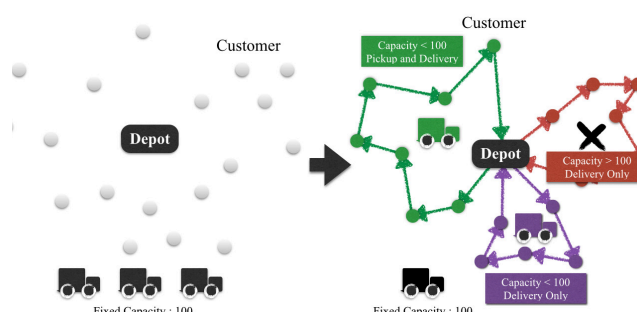 Customer
Depot
Fixed Capacity : 100
Customer
Capacity < 100
Pickup and Delivery
Depot
Capacity > 100
Delivery Only
Capacity < 100
Delivery Only
Fixed Capacity : 100